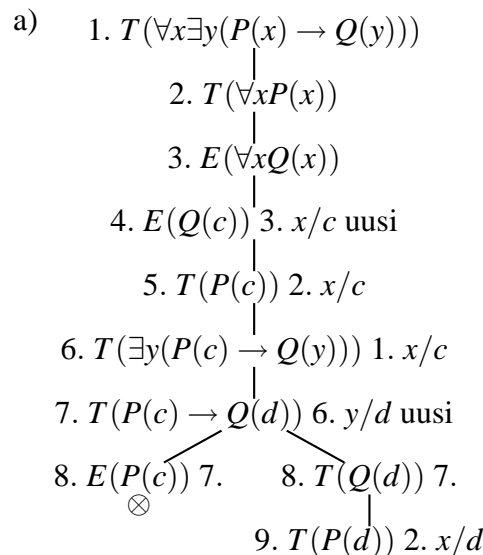 a)
1. T(∀x∃y(P(x) → Q(y)))
2. T(∀xP(x))
3. E(∀xQ(x))
4. E(Q(c)) 3. x/c uusi
5. T(P(c)) 2. x/c
6. T(∃y(P(c) → Q(y))) 1. x/c
7. T(P(c) → Q(d)) 6. y/d uusi
8. E(P(c)) 7. 8. T(Q(d)) 7.
⊗
9. T(P(d)) 2. x/d